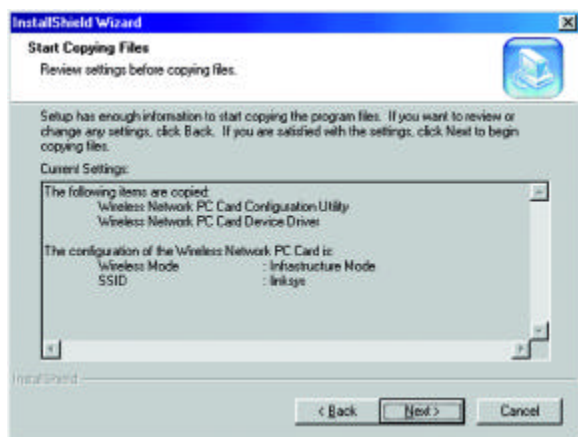 InstallShield Wizard
Start Copying Files
Review settings before copying files.
Setup has enough information to start copying the program files. If you want to review or
change any settings, click Back. If you are satisfied with the settings, click Next to begin
copying files.
Current Settings:
The following items are copied:
Wireless Network PC Card Configuration Utility
Wireless Network PC Card Device Driver
The configuration of the Wireless Network PC Card is:
Wireless Mode : Infrastructure Mode
SSID : linksys
InstallShield
< Back Next > Cancel